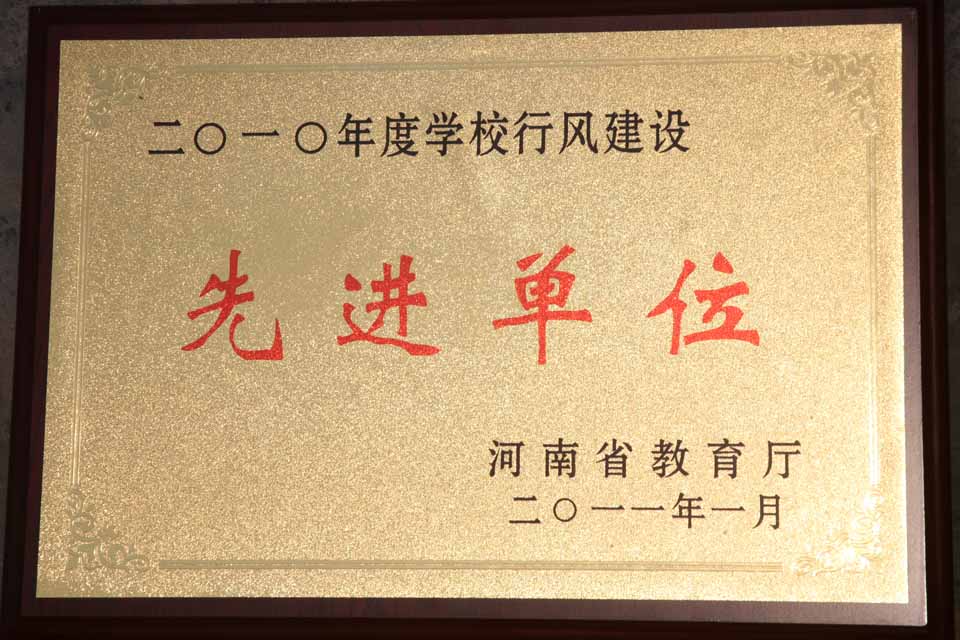 二〇一〇年度学校行风建设
先进单位
河南省教育厅
二〇一一年一月